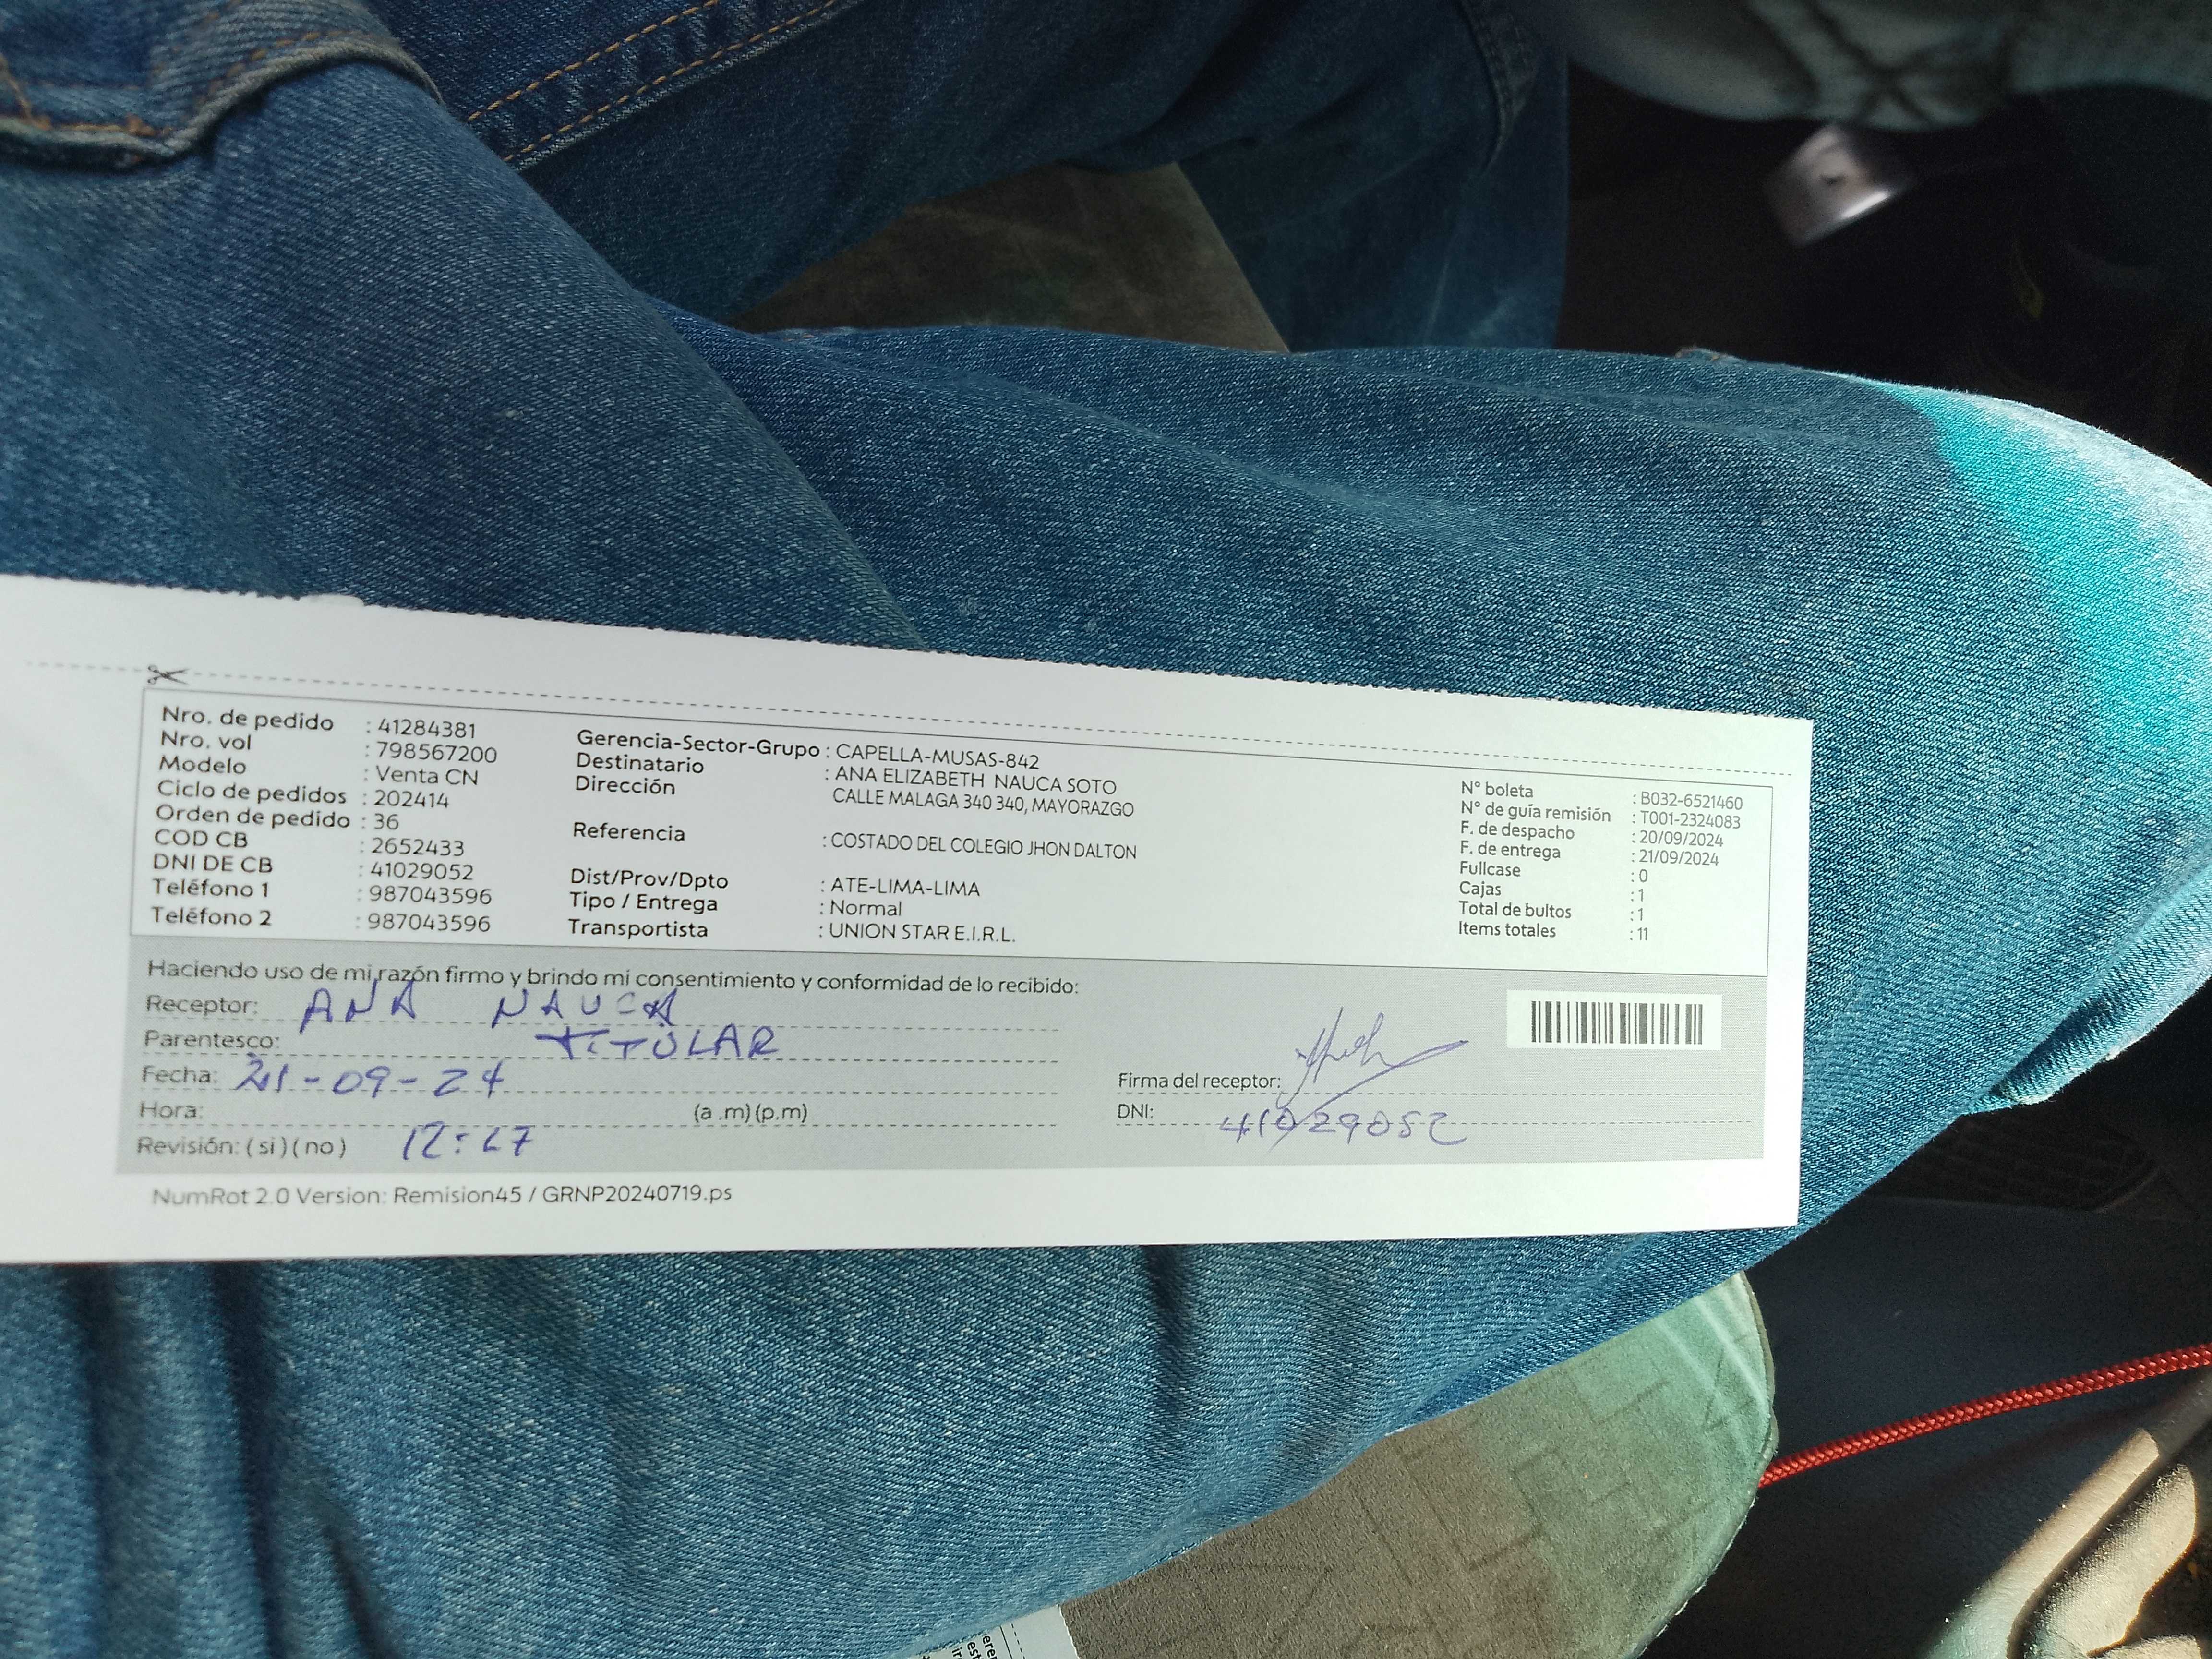 Nro. de pedido : 41284381
Nro. vol : 798567200
Modelo : Venta CN
Ciclo de pedidos : 202414
Orden de pedido : 36
COD CB : 2652433
DNI DE CB : 41029052
Teléfono 1 : 987043596
Teléfono 2 : 987043596
Gerencia-Sector-Grupo : CAPELLA-MUSAS-842
Destinatario : ANA ELIZABETH NAUCA SOTO
Dirección CALLE MALAGA 340 340, MAYORAZGO
Referencia : COSTADO DEL COLEGIO JHON DALTON
Dist/Prov/Dpto : ATE-LIMA-LIMA
Tipo / Entrega : Normal
Transportista : UNION STAR E.I.R.L.
N° boleta : B032-6521460
N° de guía remisión : T001-2324083
F. de despacho : 20/09/2024
F. de entrega : 21/09/2024
Fullcase : 0
Cajas : 1
Total de bultos : 1
Items totales : 11
Haciendo uso de mi razón firmo y brindo mi consentimiento y conformidad de lo recibido:
Receptor: ANA NAUCA
Parentesco: TITULAR
Fecha: 21-09-24
Hora: (a .m) (p.m)
Revisión: ( si ) ( no ) 12:27
Firma del receptor:
DNI: 41029052
NumRot 2.0 Version: Remision45 / GRNP20240719.ps